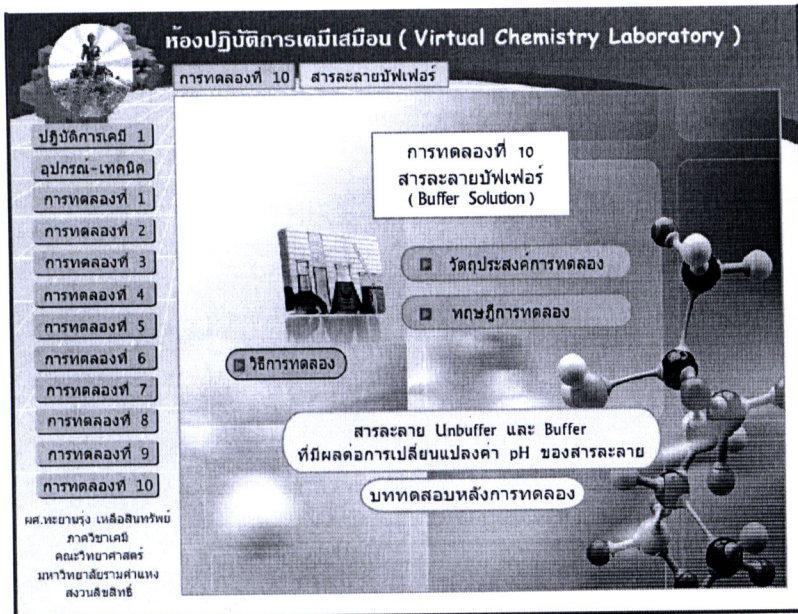 ห้องปฏิบัติการเคมีเสมือน ( Virtual Chemistry Laboratory )
การทดลองที่ 10 สารละลายบัฟเฟอร์
ปฏิบัติการเคมี 1
อุปกรณ์-เทคนิค
การทดลองที่ 1
การทดลองที่ 2
การทดลองที่ 3
การทดลองที่ 4
การทดลองที่ 5
การทดลองที่ 6
การทดลองที่ 7
การทดลองที่ 8
การทดลองที่ 9
การทดลองที่ 10
ผศ.ทะยานรุ่ง เหลือสินทรัพย์
ภาควิชาเคมี
คณะวิทยาศาสตร์
มหาวิทยาลัยรามคำแหง
สงวนลิขสิทธิ์
การทดลองที่ 10
สารละลายบัฟเฟอร์
( Buffer Solution )
วัตถุประสงค์การทดลอง
ทฤษฎีการทดลอง
วิธีการทดลอง
สารละลาย Unbuffer และ Buffer
ที่มีผลต่อการเปลี่ยนแปลงค่า pH ของสารละลาย
บททดสอบหลังการทดลอง